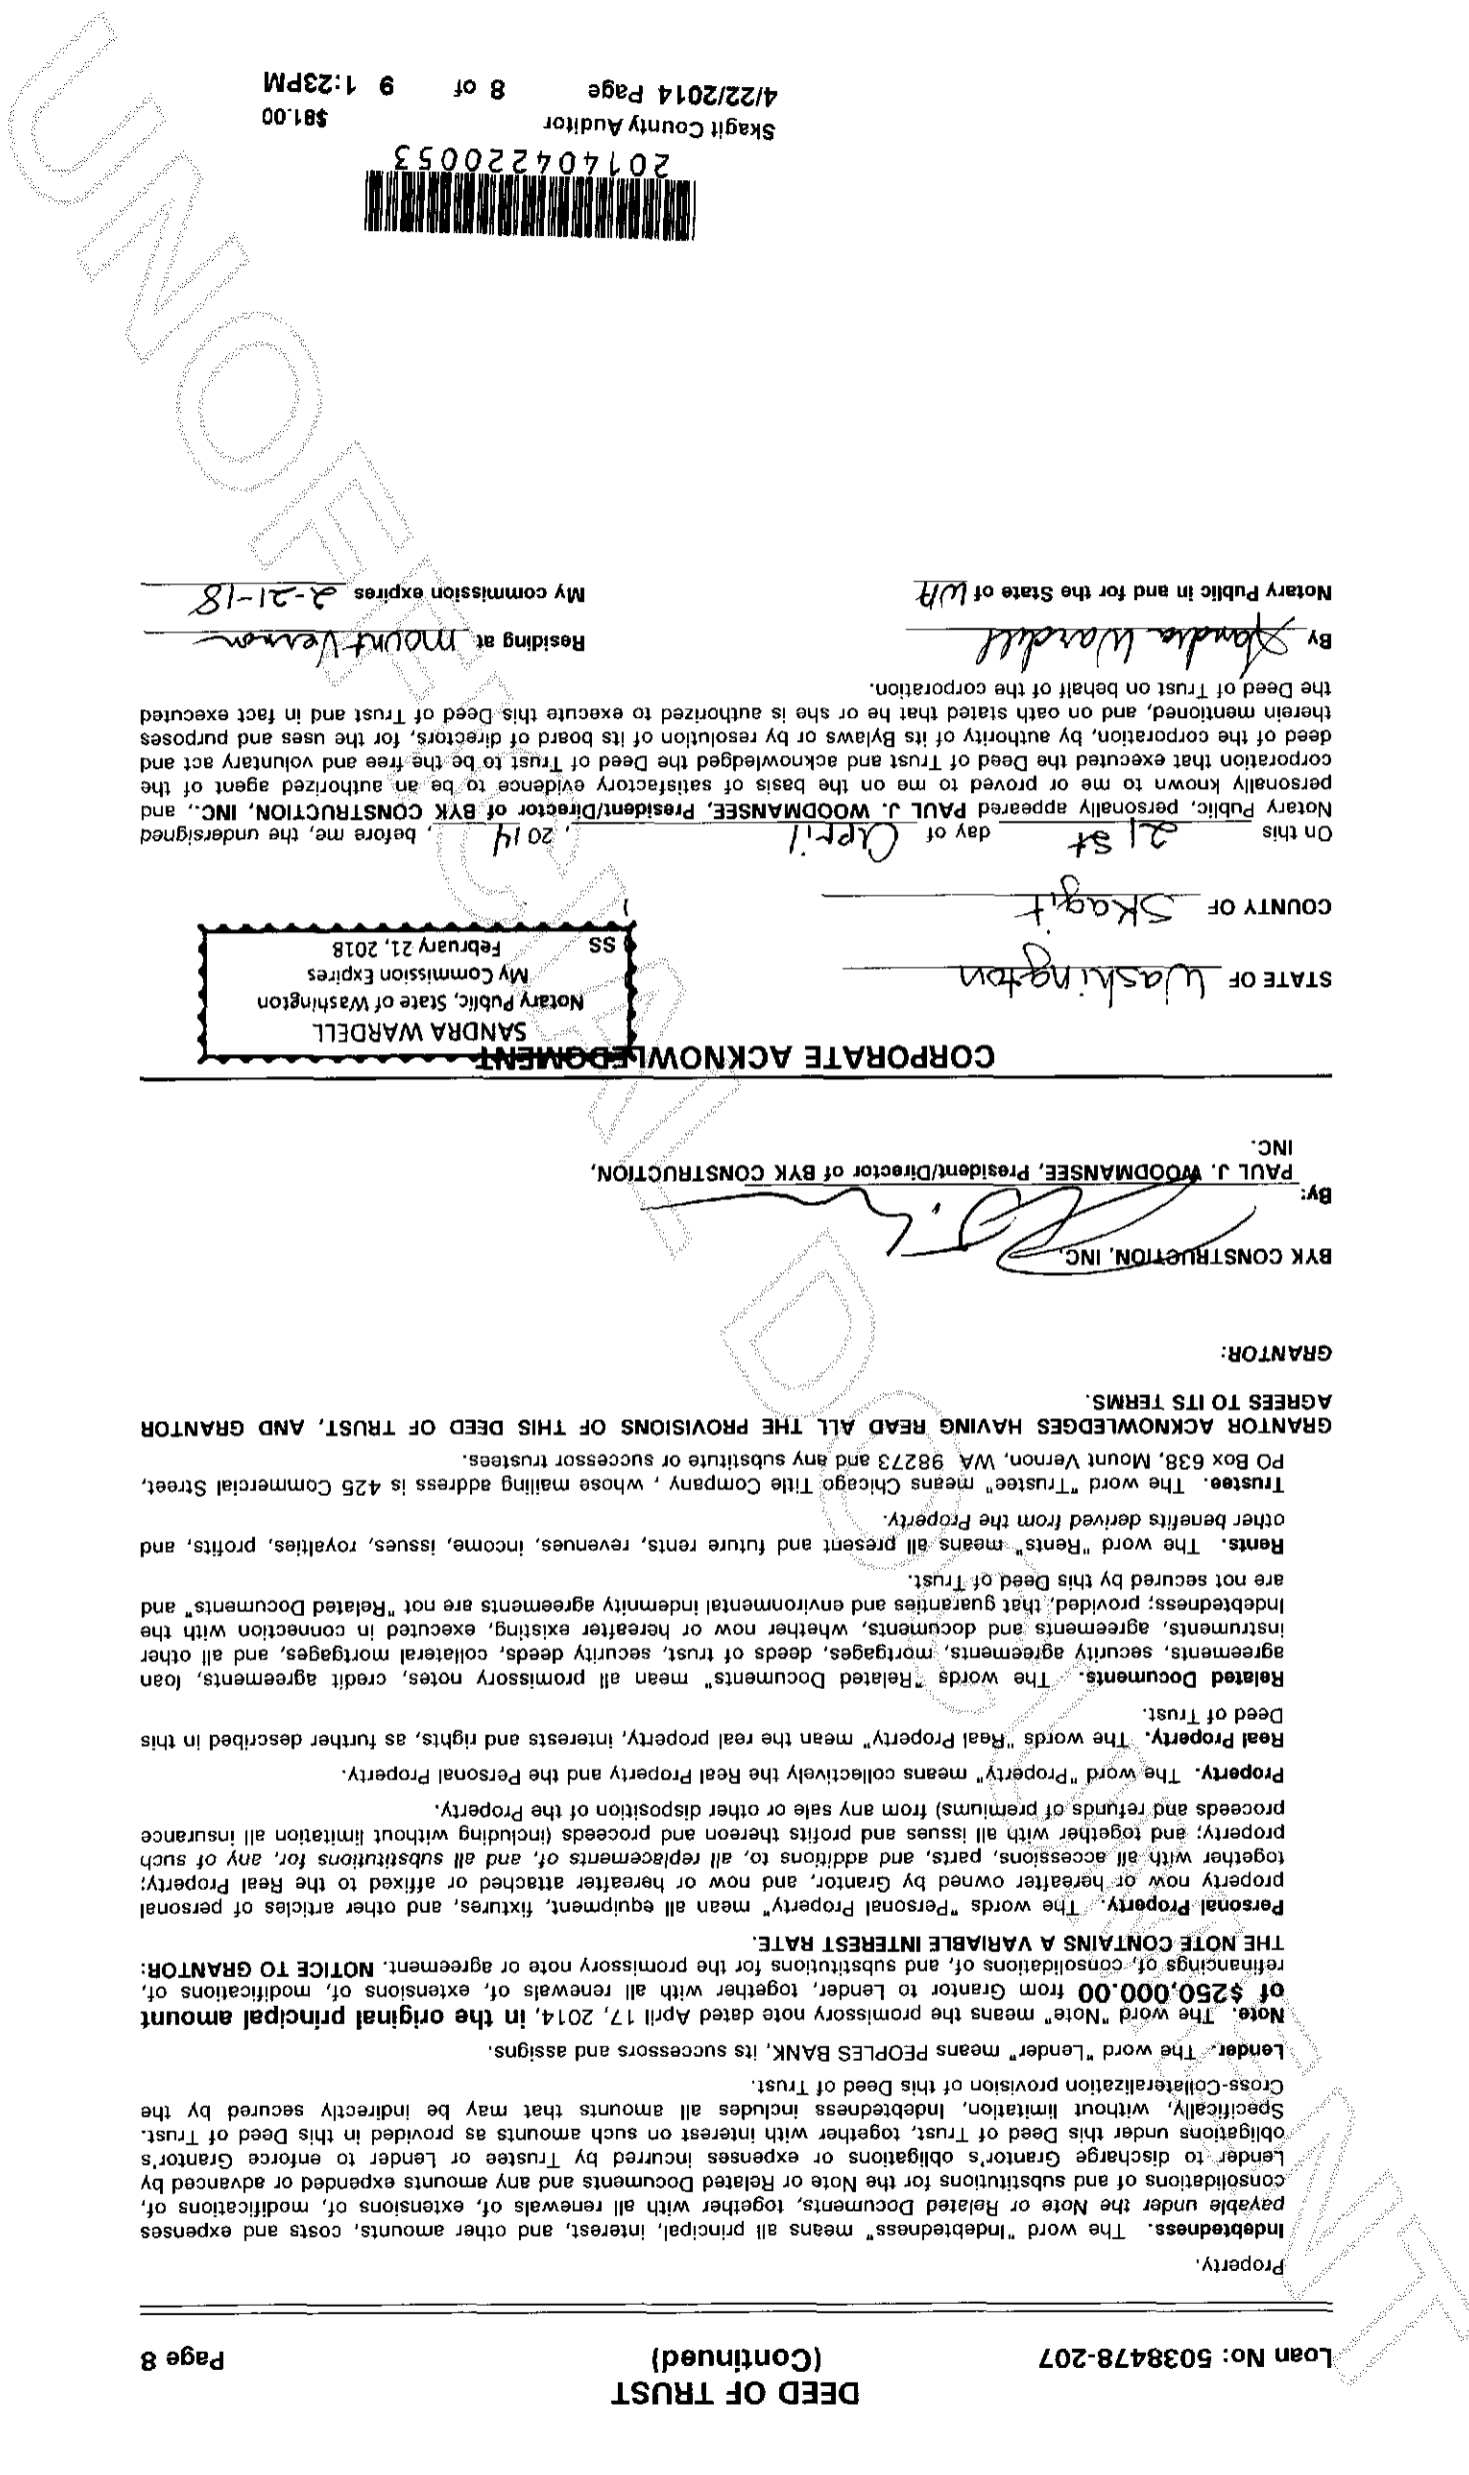 DEED OF TRUST
Loan No: 5038478-207 (Continued) Page 8
Property.
Indebtedness. The word "Indebtedness" means all principal, interest, and other amounts, costs and expenses
payable under the Note or Related Documents, together with all renewals of, extensions of, modifications of,
consolidations of and substitutions for the Note or Related Documents and any amounts expended or advanced by
Lender to discharge Grantor's obligations or expenses incurred by Trustee or Lender to enforce Grantor's
obligations under this Deed of Trust, together with interest on such amounts as provided in this Deed of Trust.
Specifically, without limitation, Indebtedness includes all amounts that may be indirectly secured by the
Cross-Collateralization provision of this Deed of Trust.
Lender. The word "Lender" means PEOPLES BANK, its successors and assigns.
Note. The word "Note" means the promissory note dated April 17, 2014, in the original principal amount
of $250,000.00 from Grantor to Lender, together with all renewals of, extensions of, modifications of,
refinancings of, consolidations of, and substitutions for the promissory note or agreement. NOTICE TO GRANTOR:
THE NOTE CONTAINS A VARIABLE INTEREST RATE.
Personal Property. The words "Personal Property" mean all equipment, fixtures, and other articles of personal
property now or hereafter owned by Grantor, and now or hereafter attached or affixed to the Real Property;
together with all accessions, parts, and additions to, all replacements of, and all substitutions for, any of such
property; and together with all issues and profits thereon and proceeds (including without limitation all insurance
proceeds and refunds of premiums) from any sale or other disposition of the Property.
Property. The word "Property" means collectively the Real Property and the Personal Property.
Real Property. The words "Real Property" mean the real property, interests and rights, as further described in this
Deed of Trust.
Related Documents. The words "Related Documents" mean all promissory notes, credit agreements, loan
agreements, security agreements, mortgages, deeds of trust, security deeds, collateral mortgages, and all other
instruments, agreements and documents, whether now or hereafter existing, executed in connection with the
Indebtedness; provided, that guaranties and environmental indemnity agreements are not "Related Documents" and
are not secured by this Deed of Trust.
Rents. The word "Rents" means all present and future rents, revenues, income, issues, royalties, profits, and
other benefits derived from the Property.
Trustee. The word "Trustee" means Chicago Title Company , whose mailing address is 425 Commercial Street,
PO Box 638, Mount Vernon, WA 98273 and any substitute or successor trustees.
GRANTOR ACKNOWLEDGES HAVING READ ALL THE PROVISIONS OF THIS DEED OF TRUST, AND GRANTOR
AGREES TO ITS TERMS.
GRANTOR:
BYK CONSTRUCTION, INC.
By:
PAUL J. WOODMANSEE, President/Director of BYK CONSTRUCTION,
INC.
CORPORATE ACKNOWLEDGMENT
SANDRA WARDELL
Notary Public, State of Washington
My Commission Expires
February 21, 2018
STATE OF Washington )
) SS
COUNTY OF Skagit )
On this 21st day of April, 2014, before me, the undersigned
Notary Public, personally appeared PAUL J. WOODMANSEE, President/Director of BYK CONSTRUCTION, INC., and
personally known to me or proved to me on the basis of satisfactory evidence to be an authorized agent of the
corporation that executed the Deed of Trust and acknowledged the Deed of Trust to be the free and voluntary act and
deed of the corporation, by authority of its Bylaws or by resolution of its board of directors, for the uses and purposes
therein mentioned, and on oath stated that he or she is authorized to execute this Deed of Trust and in fact executed
the Deed of Trust on behalf of the corporation.
By Sandra Wardell Residing at Mount Vernon
Notary Public in and for the State of WA My commission expires 2-21-18
201404220053
Skagit County Auditor $81.00
4/22/2014 Page 8 of 9 1:23PM
UNOFFICIAL DOCUMENT